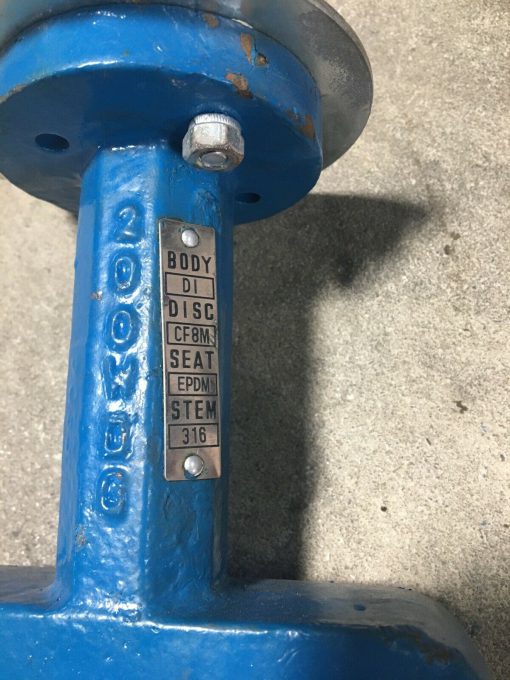 200WOG
BODY
DI
DISC
CF8M
SEAT
EPDM
STEM
316